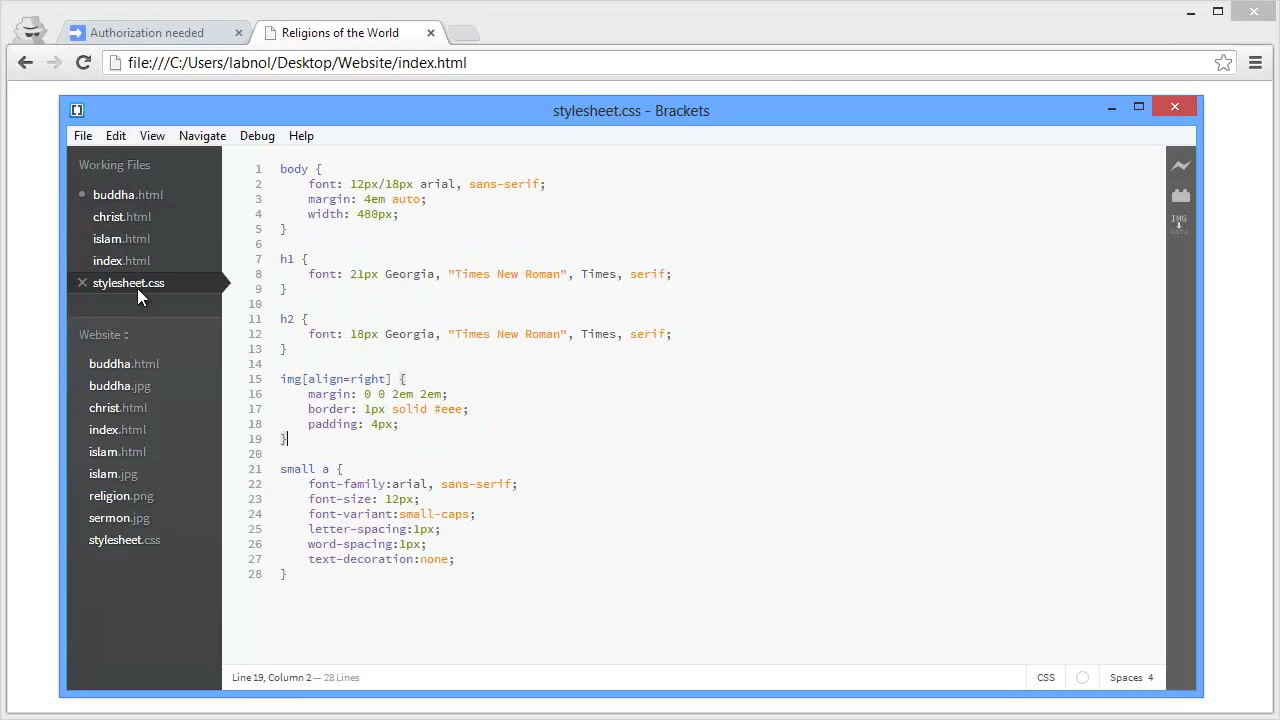 Authorization needed
Religions of the World
file:///C:/Users/labnol/Desktop/Website/index.html
stylesheet.css - Brackets
File Edit View Navigate Debug Help
Working Files
buddha.html
christ.html
islam.html
index.html
stylesheet.css
Website
buddha.html
buddha.jpg
christ.html
index.html
islam.html
islam.jpg
religion.png
sermon.jpg
stylesheet.css
1 body {
2 font: 12px/18px arial, sans-serif;
3 margin: 4em auto;
4 width: 480px;
5 }
6
7 h1 {
8 font: 21px Georgia, "Times New Roman", Times, serif;
9 }
10
11 h2 {
12 font: 18px Georgia, "Times New Roman", Times, serif;
13 }
14
15 img[align=right] {
16 margin: 0 0 2em 2em;
17 border: 1px solid #eee;
18 padding: 4px;
19 }
20
21 small a {
22 font-family:arial, sans-serif;
23 font-size: 12px;
24 font-variant:small-caps;
25 letter-spacing:1px;
26 word-spacing:1px;
27 text-decoration:none;
28 }
IMG
Line 19, Column 2 — 28 Lines
CSS
Spaces 4